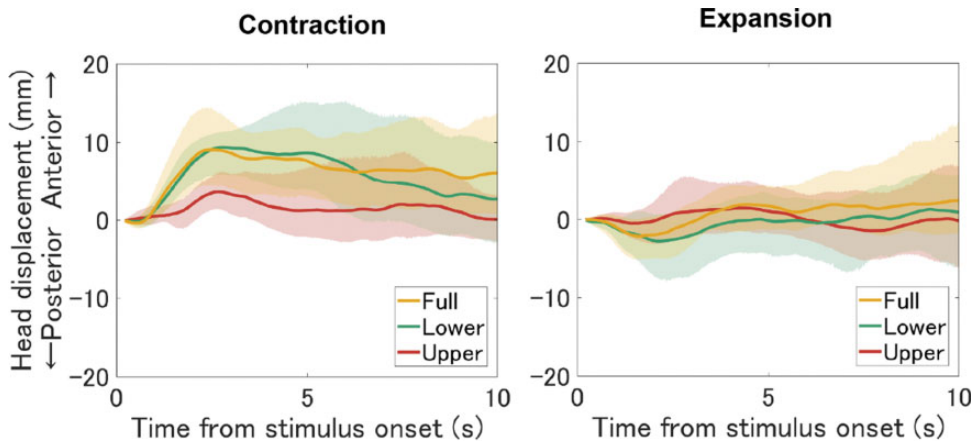 Contraction
Expansion
Head displacement (mm)
←Posterior Anterior→
20
10
0
−10
−20
Full
Lower
Upper
0
5
10
Time from stimulus onset (s)
20
10
0
−10
−20
Full
Lower
Upper
0
5
10
Time from stimulus onset (s)